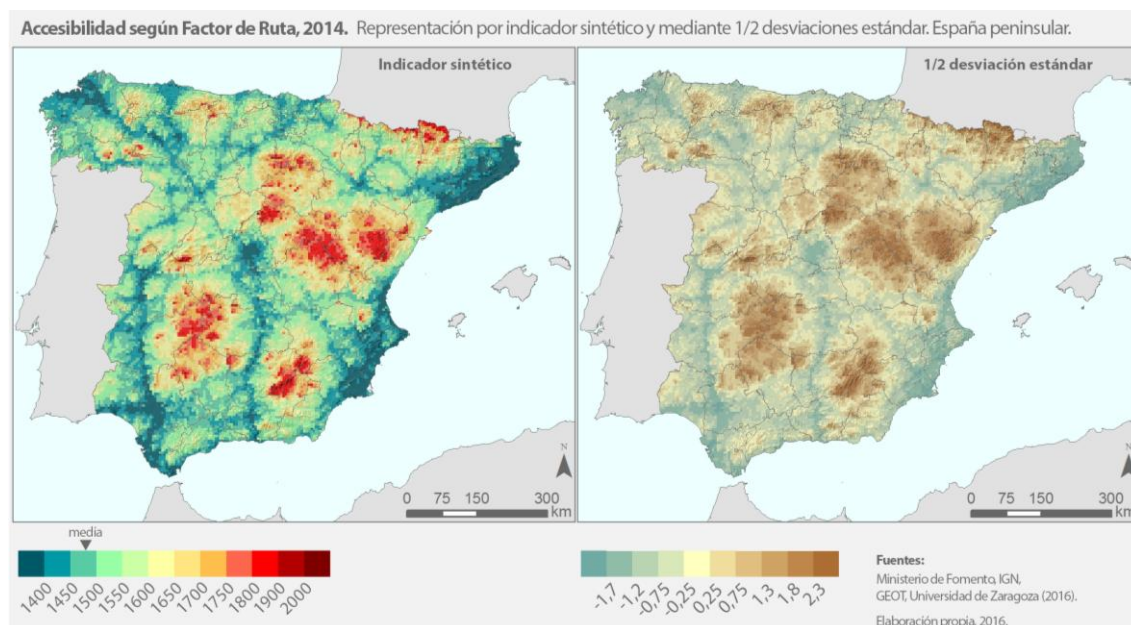 Accesibilidad según Factor de Ruta, 2014. Representación por indicador sintético y mediante 1/2 desviaciones estándar. España peninsular.
Indicador sintético
1/2 desviación estándar
N
0 75 150 300
km
N
0 75 150 300
km
media
1400 1450 1500 1550 1600 1650 1700 1750 1800 1900 2000
-1,7 -1,2 -0,75 -0,25 0,25 0,75 1,3 1,8 2,3
Fuentes:
Ministerio de Fomento, IGN,
GEOT, Universidad de Zaragoza (2016).
Elaboración propia, 2016.